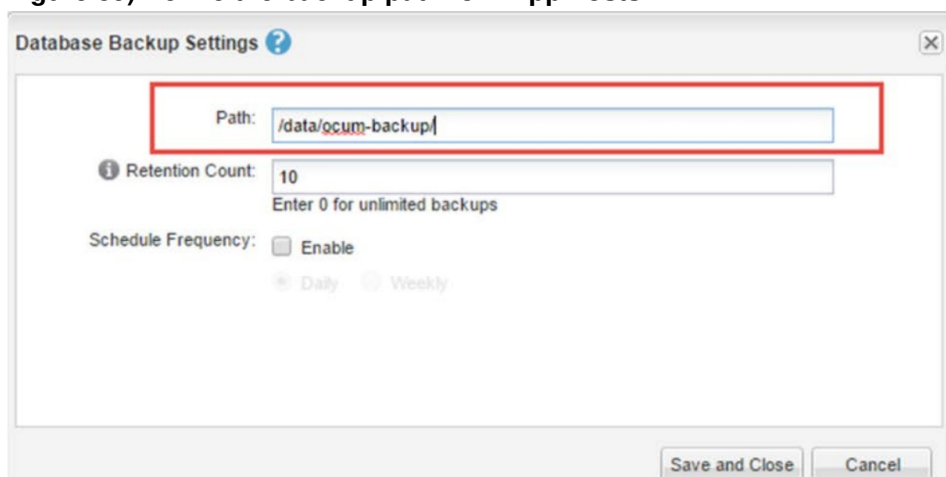 Database Backup Settings ?
Path: /data/ocum-backup/
i Retention Count: 10
Enter 0 for unlimited backups
Schedule Frequency: Enable
Daily Weekly
Save and Close Cancel